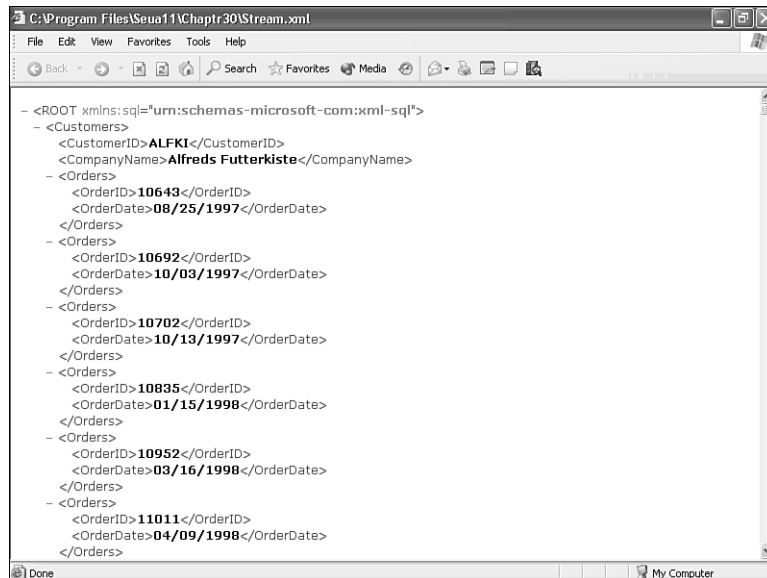 C:\Program Files\Seua11\Chaptr30\Stream.xml
File Edit View Favorites Tools Help
Back Search Favorites Media
- <ROOT xmlns:sql="urn:schemas-microsoft-com:xml-sql">
- <Customers>
<CustomerID>ALFKI</CustomerID>
<CompanyName>Alfreds Futterkiste</CompanyName>
- <Orders>
<OrderID>10643</OrderID>
<OrderDate>08/25/1997</OrderDate>
</Orders>
- <Orders>
<OrderID>10692</OrderID>
<OrderDate>10/03/1997</OrderDate>
</Orders>
- <Orders>
<OrderID>10702</OrderID>
<OrderDate>10/13/1997</OrderDate>
</Orders>
- <Orders>
<OrderID>10835</OrderID>
<OrderDate>01/15/1998</OrderDate>
</Orders>
- <Orders>
<OrderID>10952</OrderID>
<OrderDate>03/16/1998</OrderDate>
</Orders>
- <Orders>
<OrderID>11011</OrderID>
<OrderDate>04/09/1998</OrderDate>
</Orders>
Done My Computer